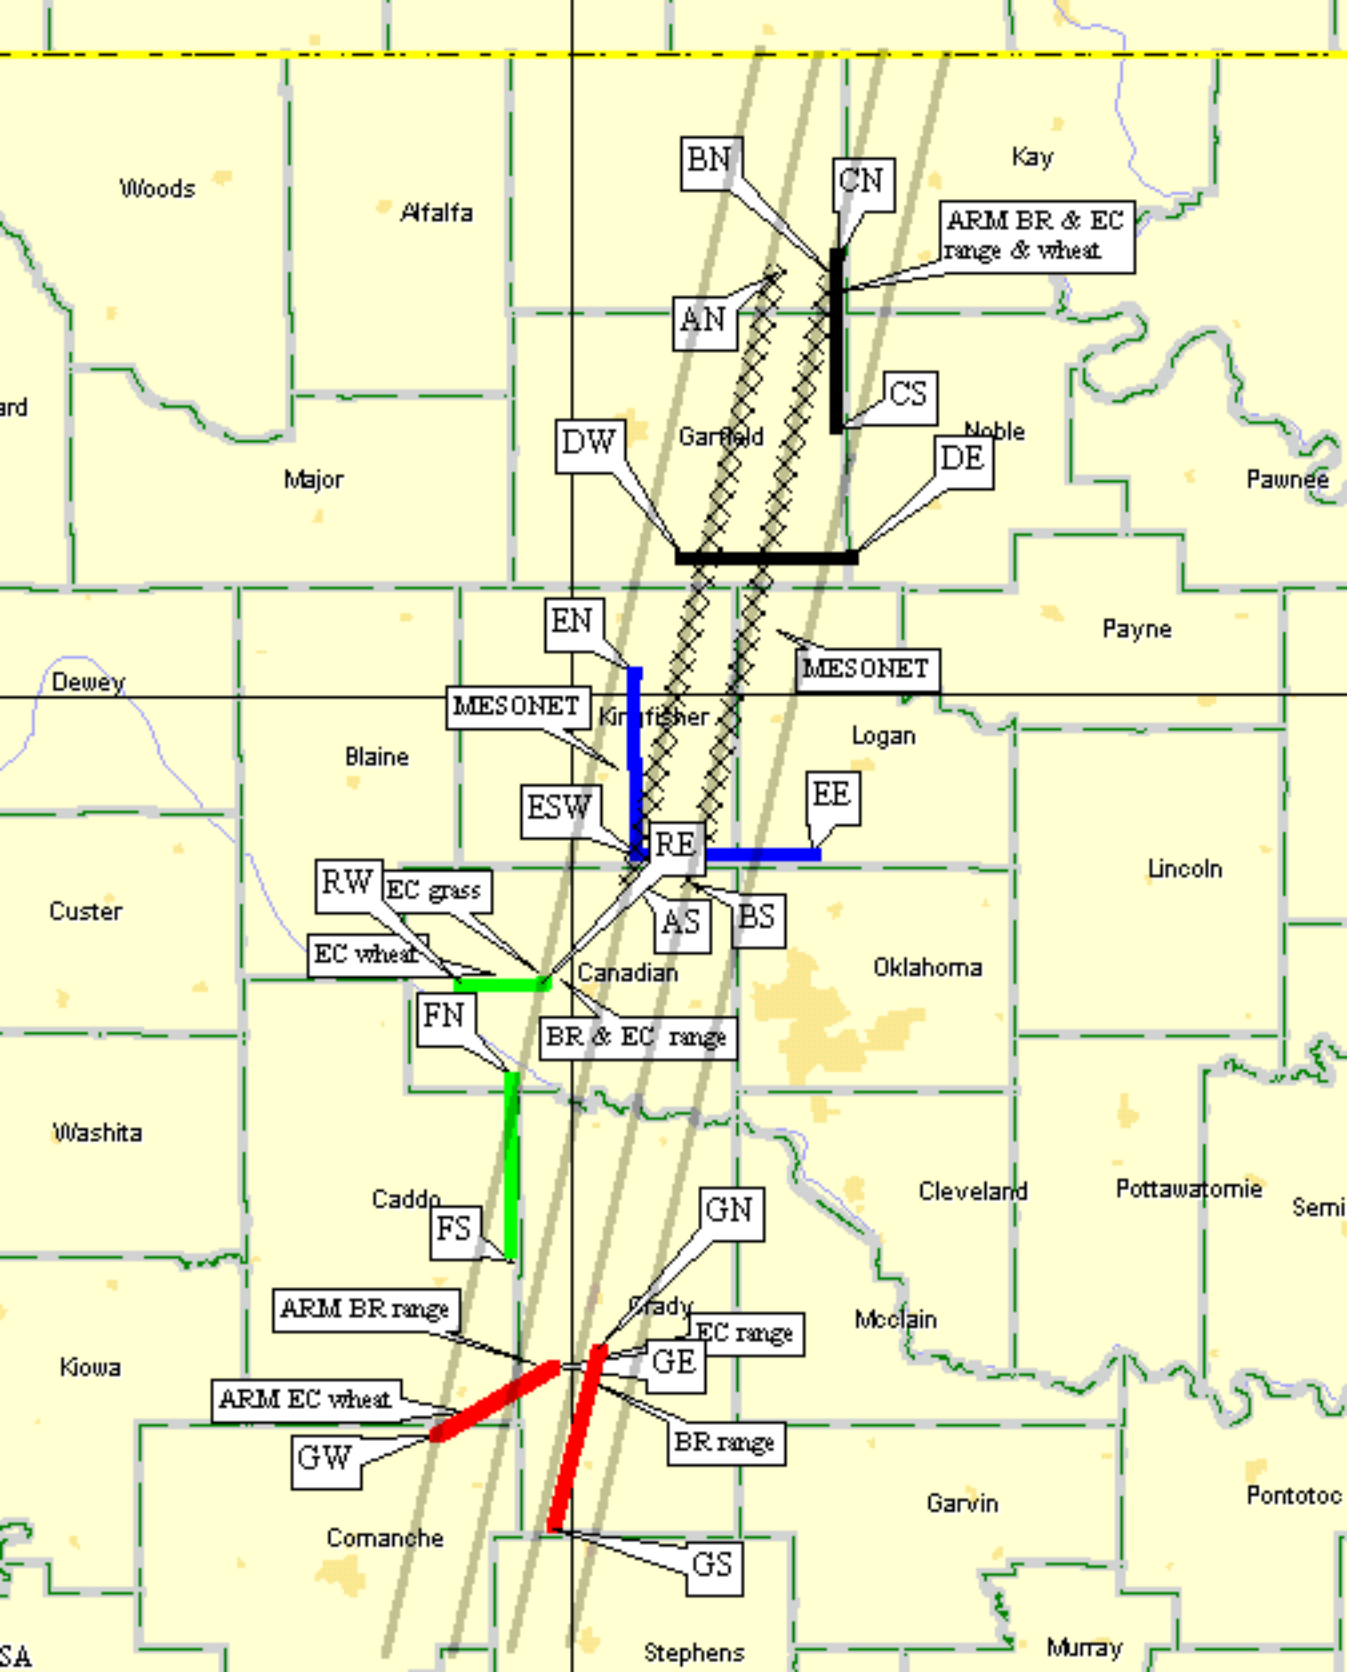 BN
Kay
CN
Woods
Alfalfa
ARM BR & EC
range & wheat
AN
CS
ard
DW
Garfield
Noble
DE
Major
Pawnee
EN
Payne
MESONET
Dewey
MESONET
Kingfisher
Logan
Blaine
ESW
EE
RE
RW
EC grass
Lincoln
Custer
AS
BS
EC wheat
Canadian
Oklahoma
FN
BR & EC range
Washita
Caddo
Cleveland
Pottawatomie
Semi
GN
FS
ARM BR range
Grady
EC range
Mcclain
Kiowa
GE
ARM EC wheat
BR range
GW
Garvin
Pontotoc
Comanche
GS
SA
Stephens
Murray